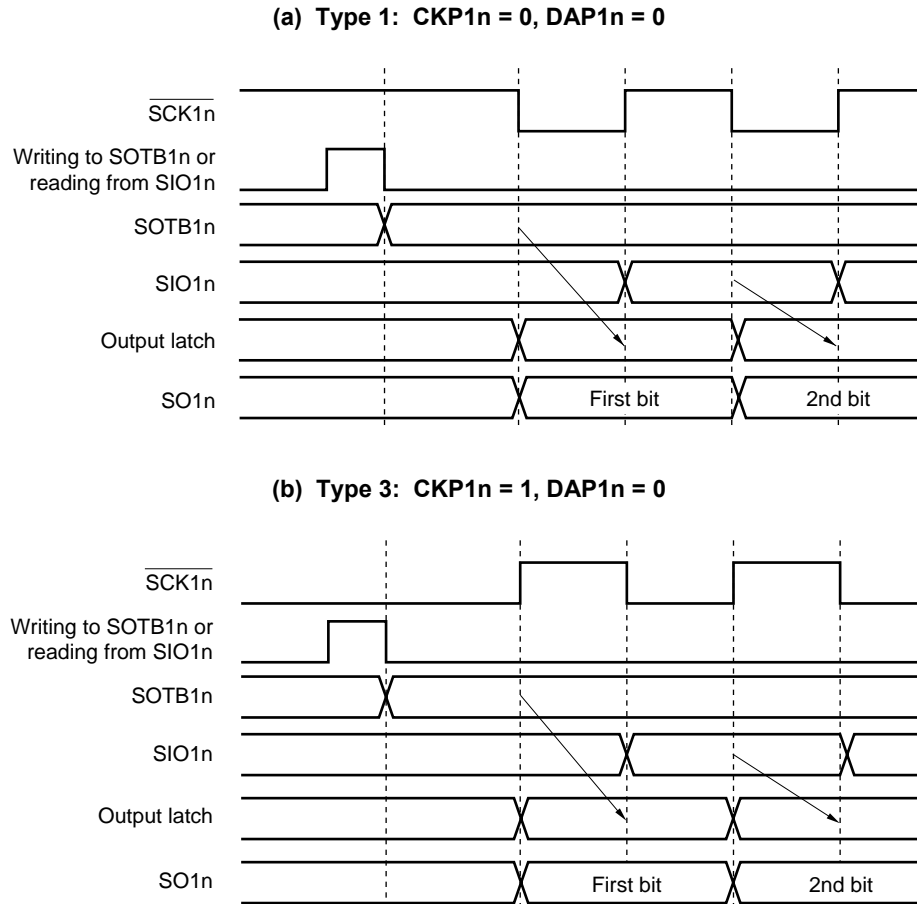 (a) Type 1: CKP1n = 0, DAP1n = 0
SCK1n
Writing to SOTB1n or
reading from SIO1n
SOTB1n
SIO1n
Output latch
SO1n
First bit
2nd bit
(b) Type 3: CKP1n = 1, DAP1n = 0
SCK1n
Writing to SOTB1n or
reading from SIO1n
SOTB1n
SIO1n
Output latch
SO1n
First bit
2nd bit